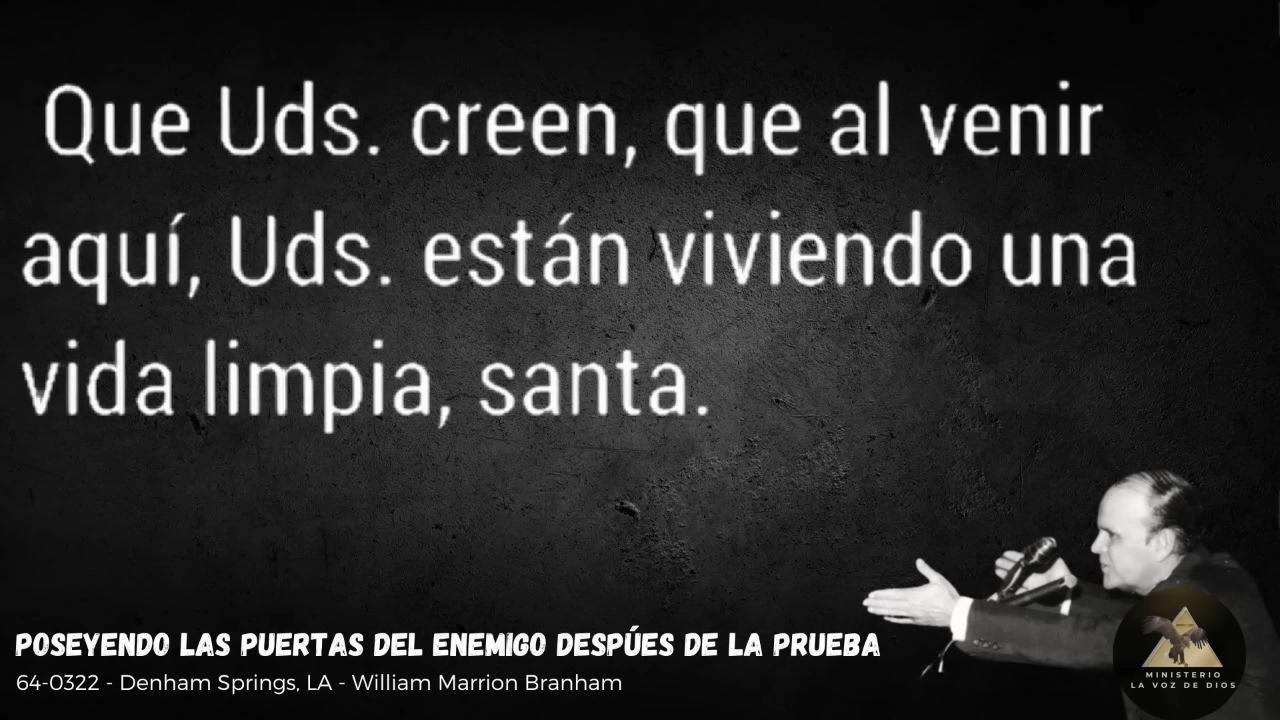 Que Uds. creen, que al venir
aquí, Uds. están viviendo una
vida limpia, santa.
POSEYENDO LAS PUERTAS DEL ENEMIGO DESPÚES DE LA PRUEBA
64-0322 - Denham Springs, LA - William Marrion Branham
MINISTERIO
LA VOZ DE DIOS